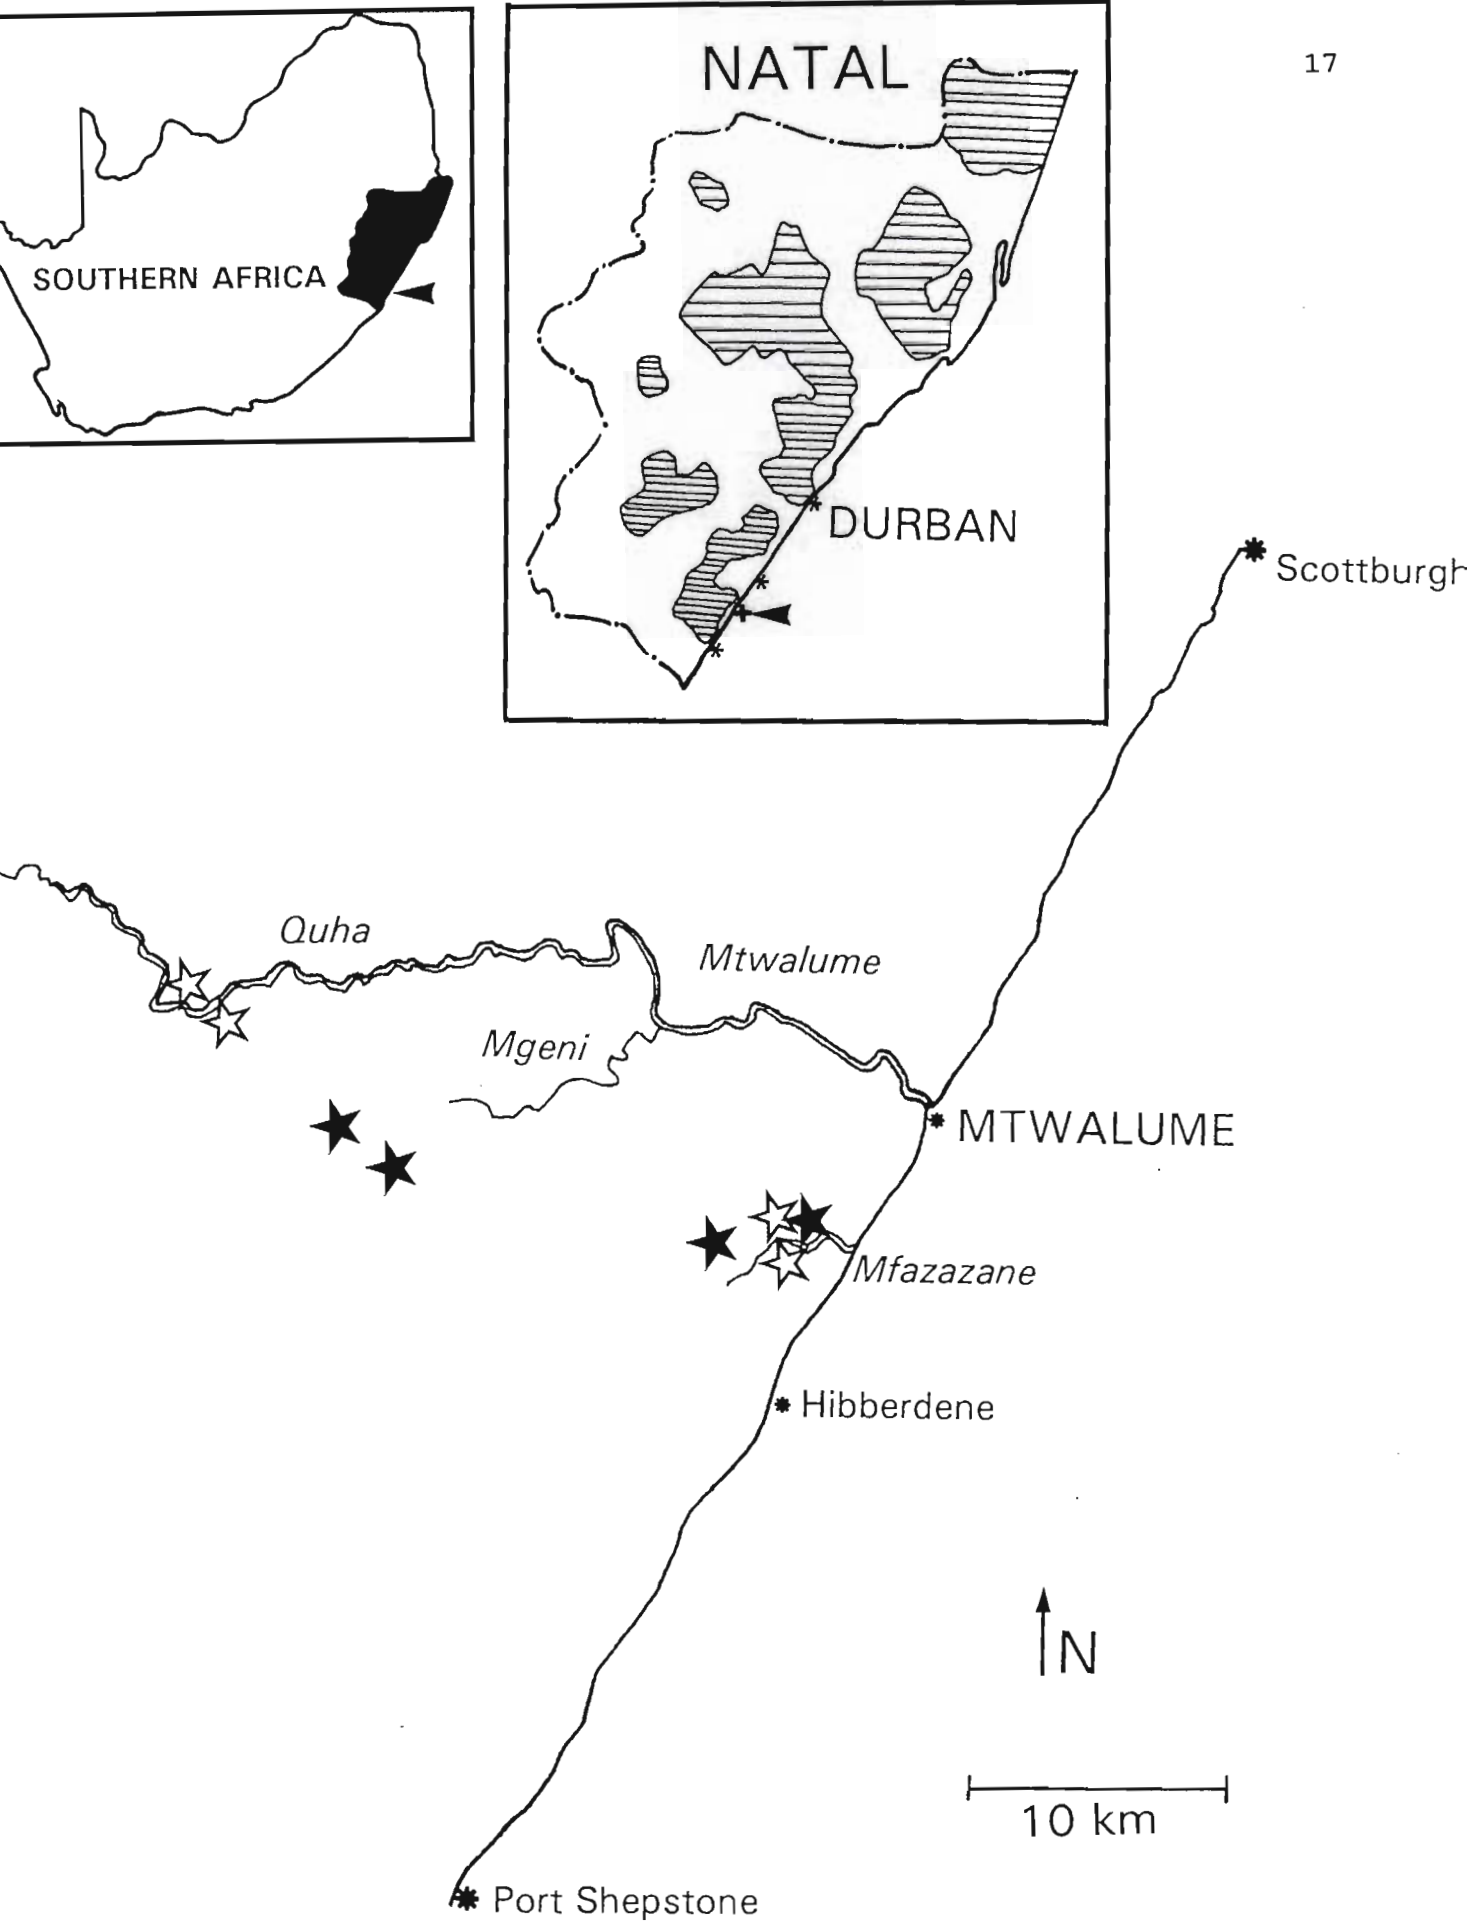 17
NATAL
SOUTHERN AFRICA
DURBAN
Scottburgh
Quha
Mtwalume
Mgeni
MTWALUME
Mfazazane
Hibberdene
N
10 km
Port Shepstone